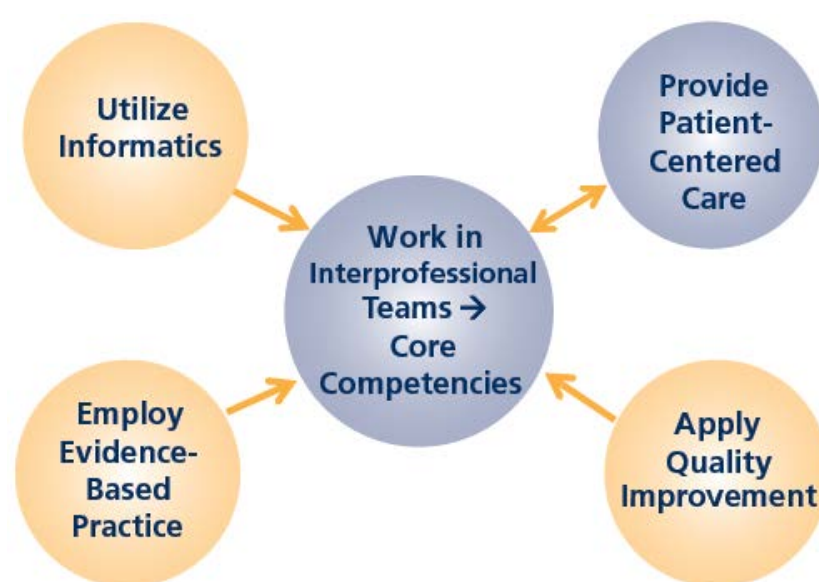 Utilize
Informatics
Provide
Patient-
Centered
Care
Work in
Interprofessional
Teams →
Core
Competencies
Employ
Evidence-
Based
Practice
Apply
Quality
Improvement